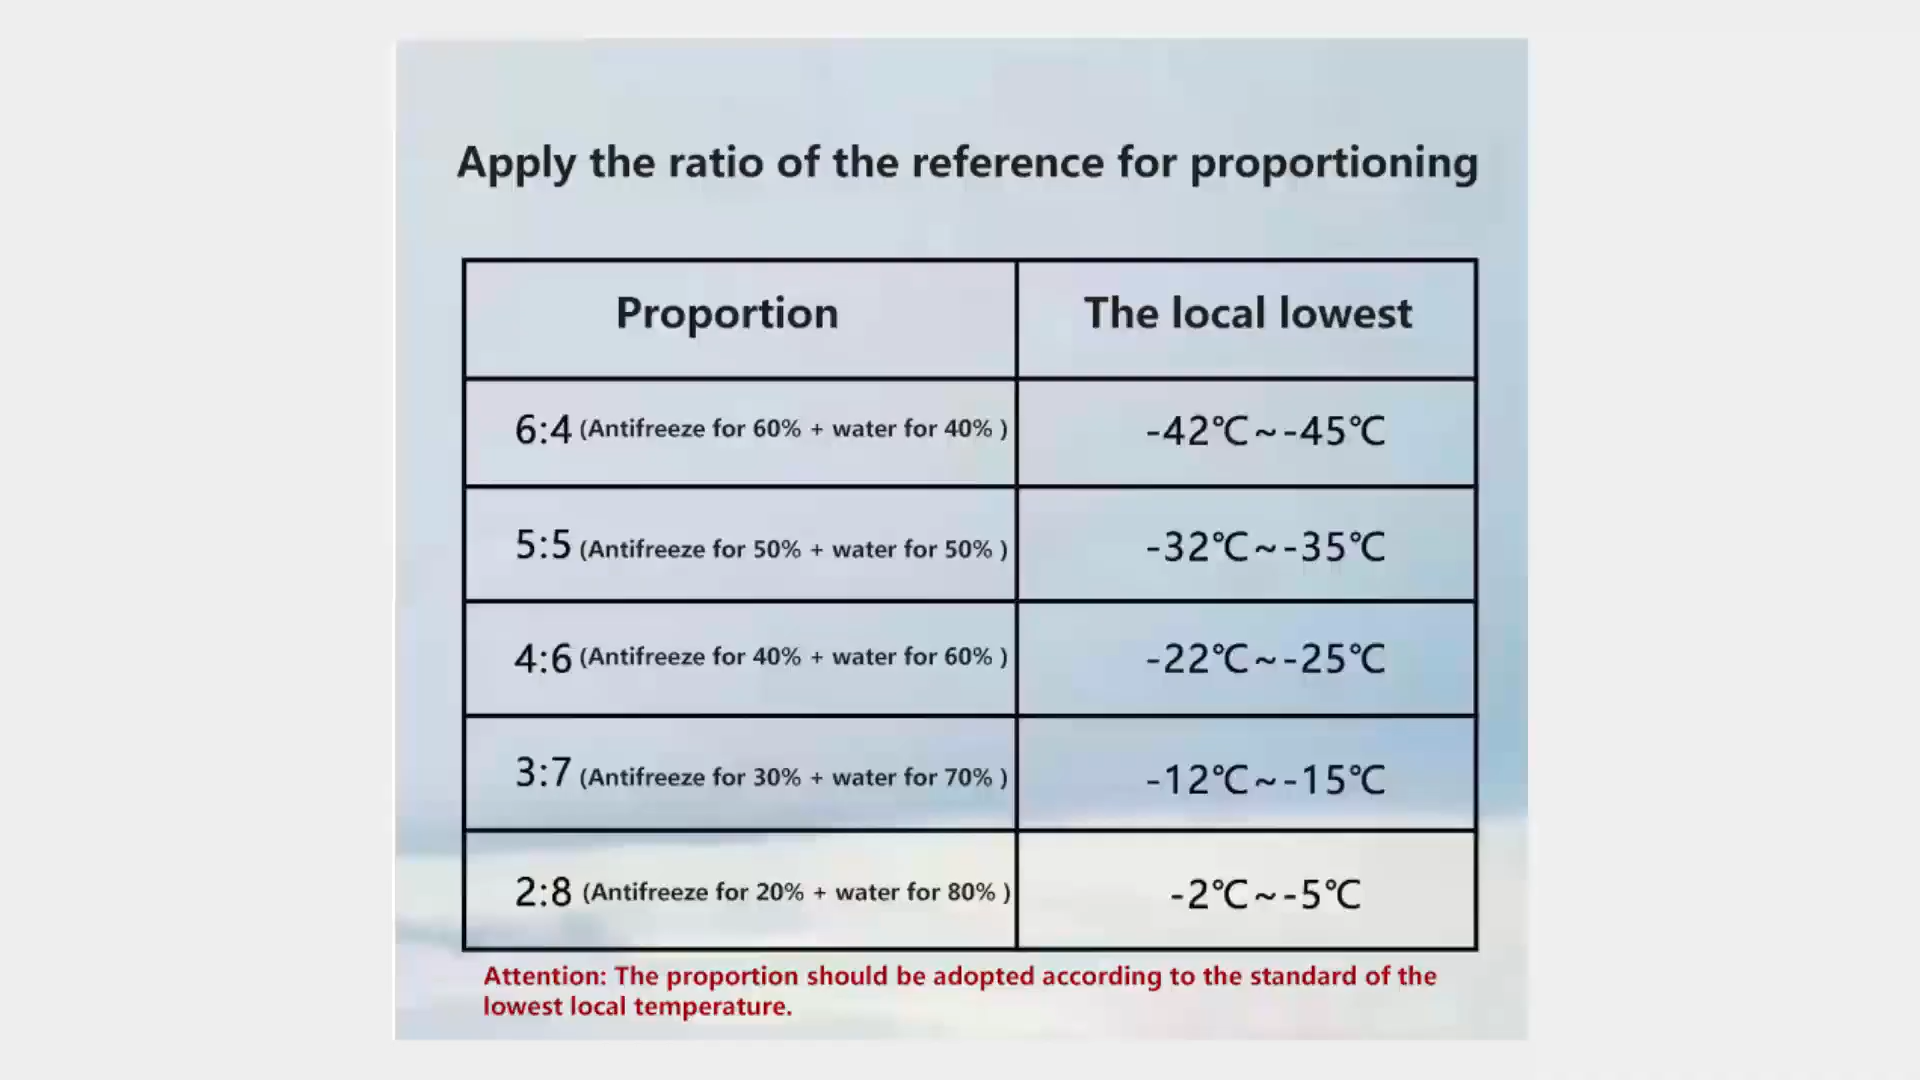 Apply the ratio of the reference for proportioning
Proportion The local lowest
6:4 (Antifreeze for 60% + water for 40% ) -42℃~-45℃
5:5 (Antifreeze for 50% + water for 50% ) -32℃~-35℃
4:6 (Antifreeze for 40% + water for 60% ) -22℃~-25℃
3:7 (Antifreeze for 30% + water for 70% ) -12℃~-15℃
2:8 (Antifreeze for 20% + water for 80% ) -2℃~-5℃
Attention: The proportion should be adopted according to the standard of the
lowest local temperature.